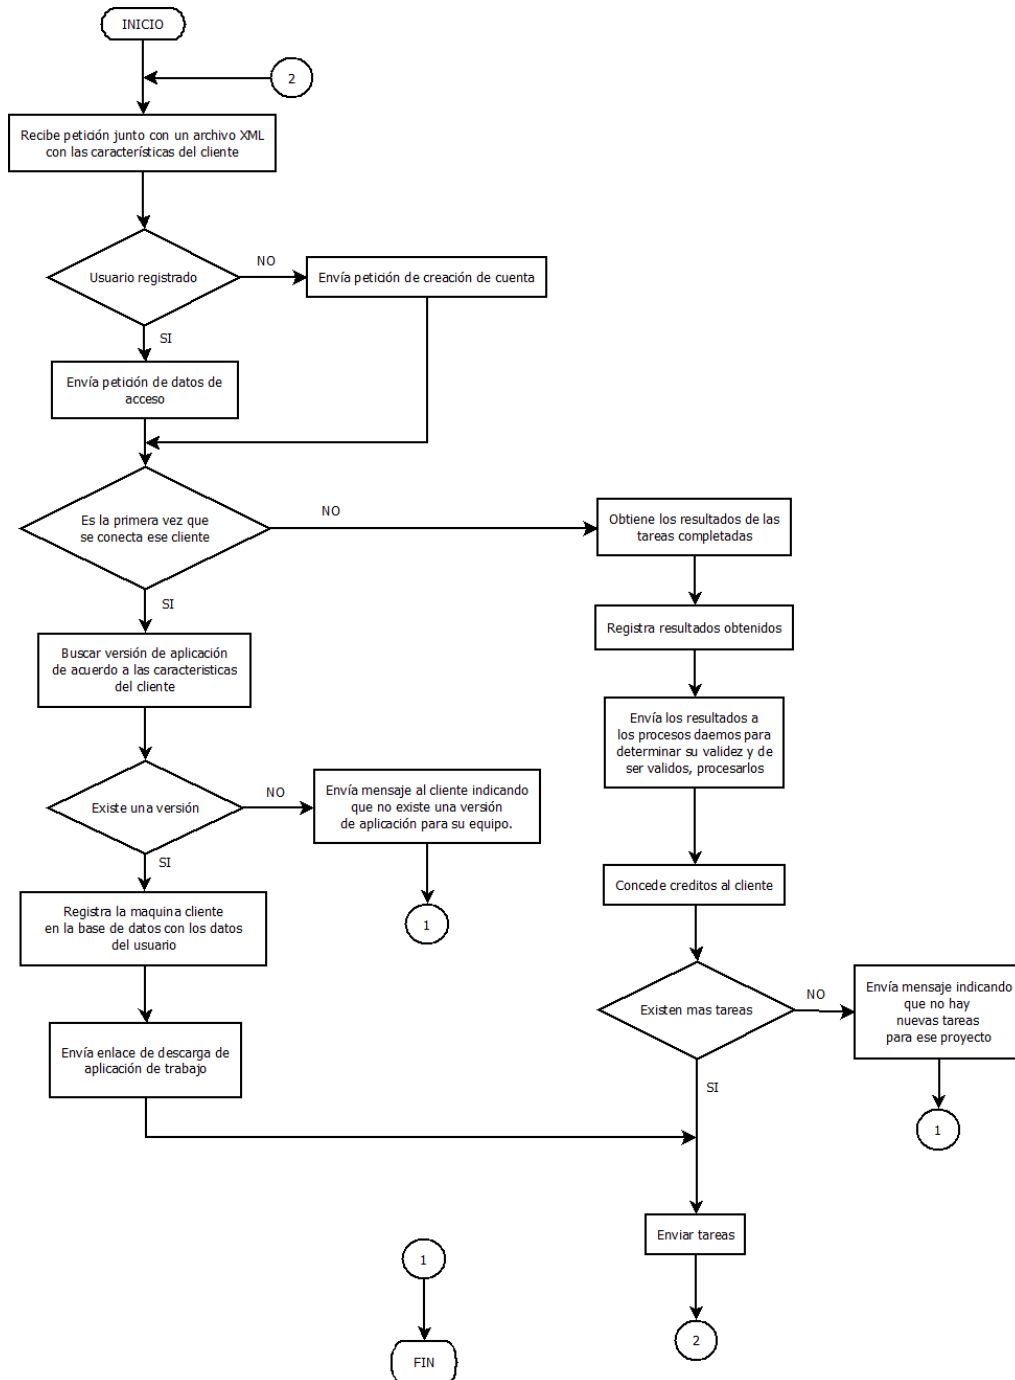 INICIO
2
Recibe petición junto con un archivo XML
con las características del cliente
Usuario registrado
NO
Envía petición de creación de cuenta
SI
Envía petición de datos de
acceso
Es la primera vez que
se conecta ese cliente
NO
Obtiene los resultados de las
tareas completadas
SI
Registra resultados obtenidos
Buscar versión de aplicación
de acuerdo a las caracteristicas
del cliente
Envía los resultados a
los procesos daemos para
determinar su validez y de
ser validos, procesarlos
Existe una versión
NO
Envía mensaje al cliente indicando
que no existe una versión
de aplicación para su equipo.
SI
Concede creditos al cliente
Registra la maquina cliente
en la base de datos con los datos
del usuario
1
Existen mas tareas
NO
Envía mensaje indicando
que no hay
nuevas tareas
para ese proyecto
Envía enlace de descarga de
aplicación de trabajo
SI
1
Enviar tareas
1
2
FIN